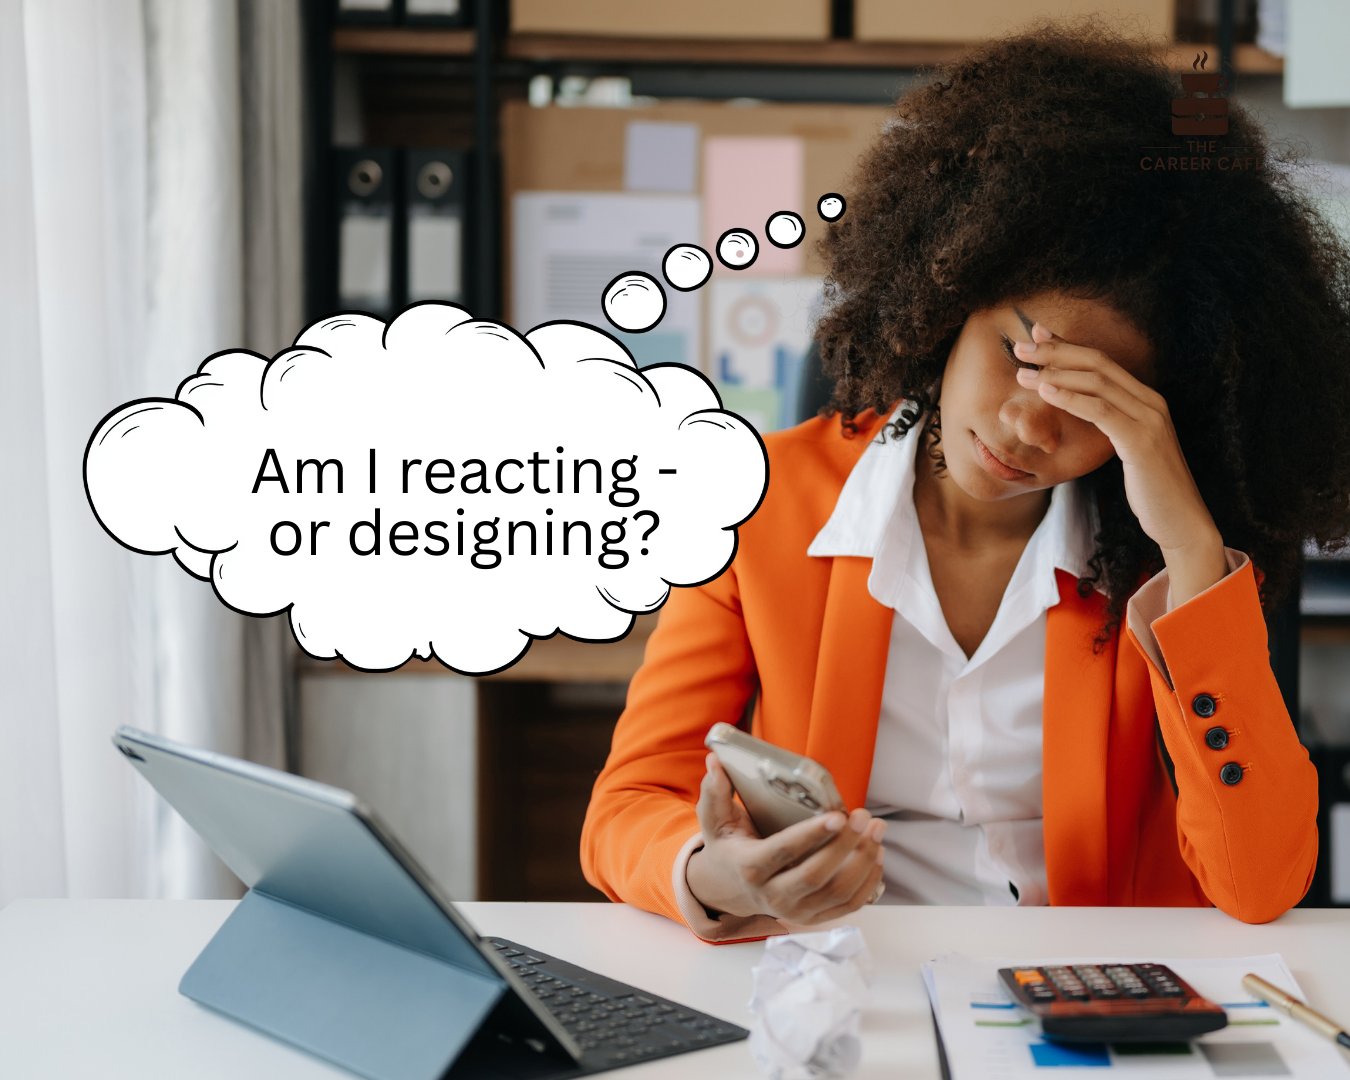 THE
CAREER CAFE
Am I reacting -
or designing?